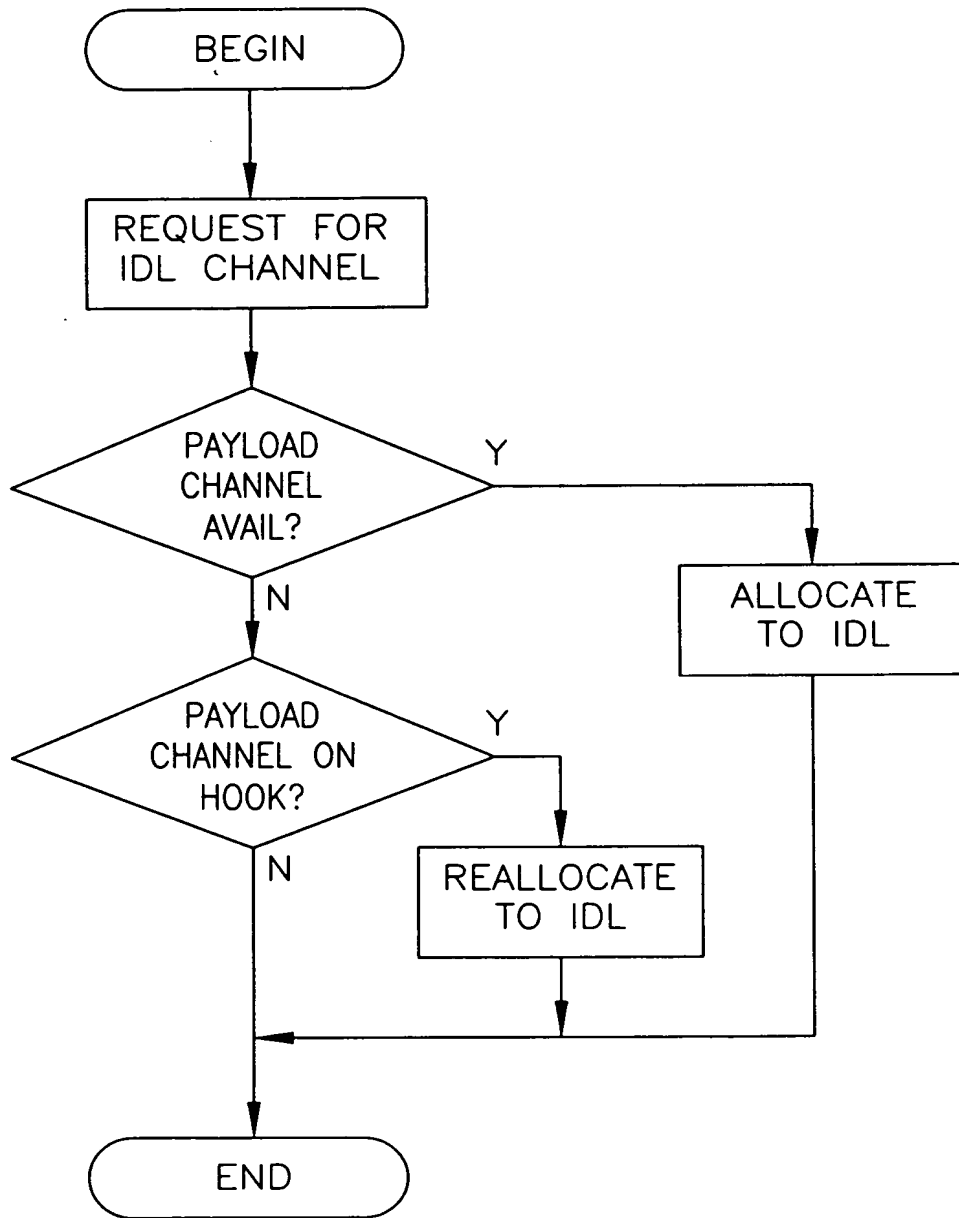 BEGIN
REQUEST FOR
IDL CHANNEL
PAYLOAD
CHANNEL
AVAIL?
Y
N
ALLOCATE
TO IDL
PAYLOAD
CHANNEL ON
HOOK?
Y
N
REALLOCATE
TO IDL
END